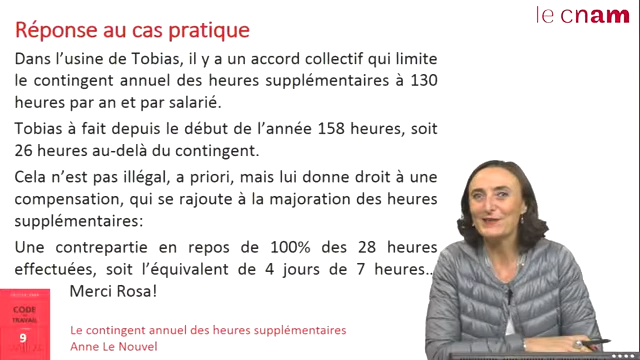 le cnam
Réponse au cas pratique
Dans l'usine de Tobias, il y a un accord collectif qui limite
le contingent annuel des heures supplémentaires à 130
heures par an et par salarié.
Tobias à fait depuis le début de l'année 158 heures, soit
26 heures au-delà du contingent.
Cela n'est pas illégal, a priori, mais lui donne droit à une
compensation, qui se rajoute à la majoration des heures
supplémentaires:
Une contrepartie en repos de 100% des 28 heures
effectuées, soit l'équivalent de 4 jours de 7 heures…
Merci Rosa!
CODE
TRAVAIL
9
Le contingent annuel des heures supplémentaires
Anne Le Nouvel